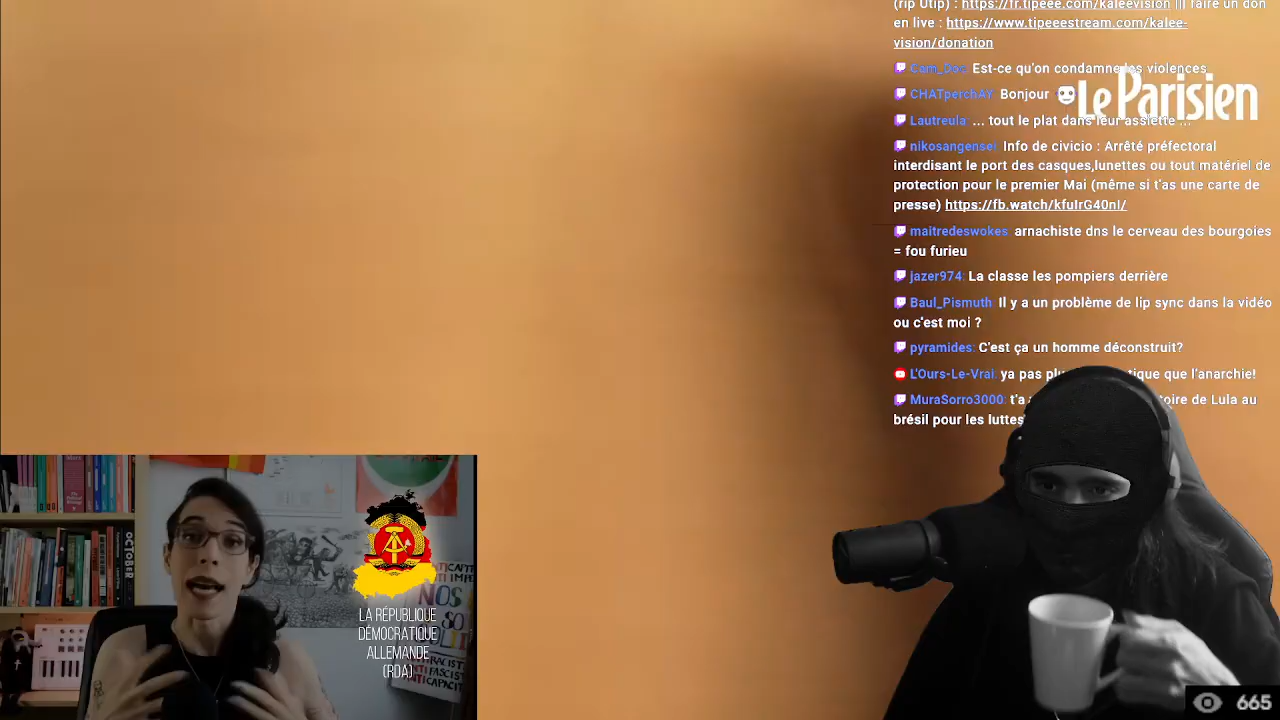 (rip Utip) : https://fr.tipeee.com/kaleevision ||| faire un don
en live : https://www.tipeeestream.com/kalee-
vision/donation
Cam_Doc: Est-ce qu'on condamne les violences
CHATperchAY Bonjour
Le Parisien
Lautreula: ... tout le plat dans leur assiette ...
nikosangense: Info de civicio : Arrêté préfectoral
interdisant le port des casques,lunettes ou tout matériel de
protection pour le premier Mai (même si t'as une carte de
presse) https://fb.watch/kfuIrG40nI/
maitredeswokes arnachiste dns le cerveau des bourgoies
= fou furieu
jazer974: La classe les pompiers derrière
Baul_Pismuth Il y a un problème de lip sync dans la vidéo
ou c'est moi ?
pyramides: C'est ça un homme déconstruit?
L'Ours-Le-Vrai: ya pas que l'anarchie!
MuraSorro3000: t'a de Lula au
brésil pour les luttes
OCTOBER
LA RÉPUBLIQUE
DÉMOCRATIQUE
ALLEMANDE
(RDA)
NOS
665